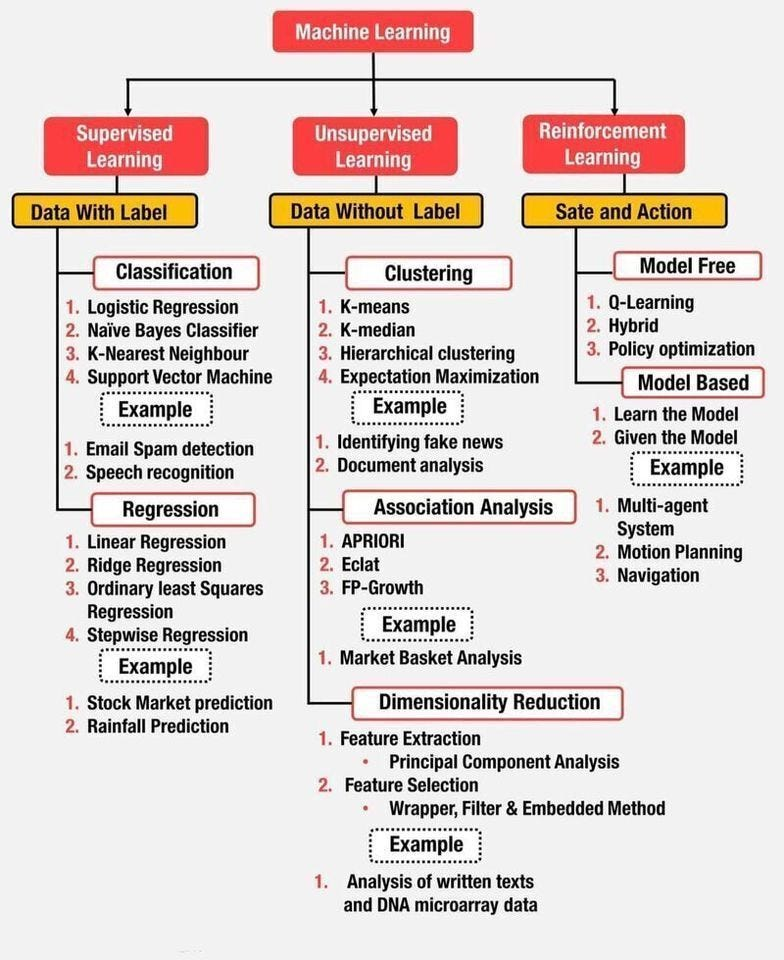 Machine Learning
Supervised
Learning
Data With Label
Classification
1. Logistic Regression
2. Naïve Bayes Classifier
3. K-Nearest Neighbour
4. Support Vector Machine
Example
1. Email Spam detection
2. Speech recognition
Regression
1. Linear Regression
2. Ridge Regression
3. Ordinary least Squares
Regression
4. Stepwise Regression
Example
1. Stock Market prediction
2. Rainfall Prediction
Unsupervised
Learning
Data Without Label
Clustering
1. K-means
2. K-median
3. Hierarchical clustering
4. Expectation Maximization
Example
1. Identifying fake news
2. Document analysis
Association Analysis
1. APRIORI
2. Eclat
3. FP-Growth
Example
1. Market Basket Analysis
Dimensionality Reduction
1. Feature Extraction
• Principal Component Analysis
2. Feature Selection
• Wrapper, Filter & Embedded Method
Example
1. Analysis of written texts
and DNA microarray data
Reinforcement
Learning
Sate and Action
Model Free
1. Q-Learning
2. Hybrid
3. Policy optimization
Model Based
1. Learn the Model
2. Given the Model
Example
1. Multi-agent
System
2. Motion Planning
3. Navigation